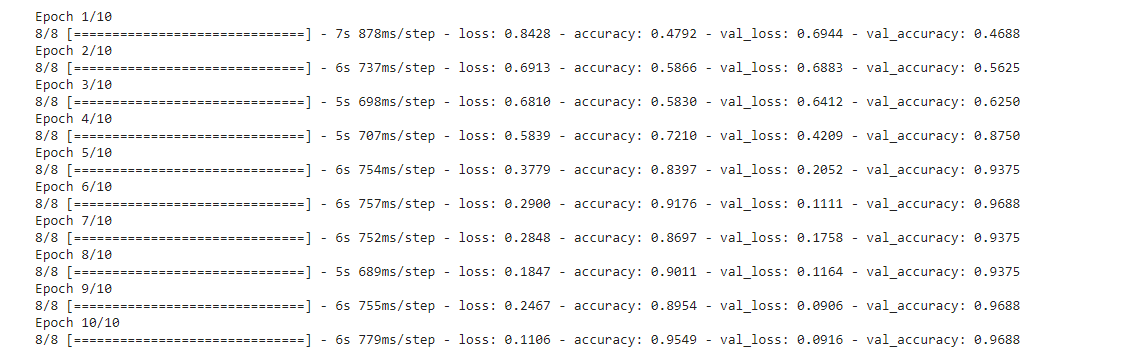 Epoch 1/10
8/8 [==============================] - 7s 878ms/step - loss: 0.8428 - accuracy: 0.4792 - val_loss: 0.6944 - val_accuracy: 0.4688
Epoch 2/10
8/8 [==============================] - 6s 737ms/step - loss: 0.6913 - accuracy: 0.5866 - val_loss: 0.6883 - val_accuracy: 0.5625
Epoch 3/10
8/8 [==============================] - 5s 698ms/step - loss: 0.6810 - accuracy: 0.5830 - val_loss: 0.6412 - val_accuracy: 0.6250
Epoch 4/10
8/8 [==============================] - 5s 707ms/step - loss: 0.5839 - accuracy: 0.7210 - val_loss: 0.4209 - val_accuracy: 0.8750
Epoch 5/10
8/8 [==============================] - 6s 754ms/step - loss: 0.3779 - accuracy: 0.8397 - val_loss: 0.2052 - val_accuracy: 0.9375
Epoch 6/10
8/8 [==============================] - 6s 757ms/step - loss: 0.2900 - accuracy: 0.9176 - val_loss: 0.1111 - val_accuracy: 0.9688
Epoch 7/10
8/8 [==============================] - 6s 752ms/step - loss: 0.2848 - accuracy: 0.8697 - val_loss: 0.1758 - val_accuracy: 0.9375
Epoch 8/10
8/8 [==============================] - 5s 689ms/step - loss: 0.1847 - accuracy: 0.9011 - val_loss: 0.1164 - val_accuracy: 0.9375
Epoch 9/10
8/8 [==============================] - 6s 755ms/step - loss: 0.2467 - accuracy: 0.8954 - val_loss: 0.0906 - val_accuracy: 0.9688
Epoch 10/10
8/8 [==============================] - 6s 779ms/step - loss: 0.1106 - accuracy: 0.9549 - val_loss: 0.0916 - val_accuracy: 0.9688